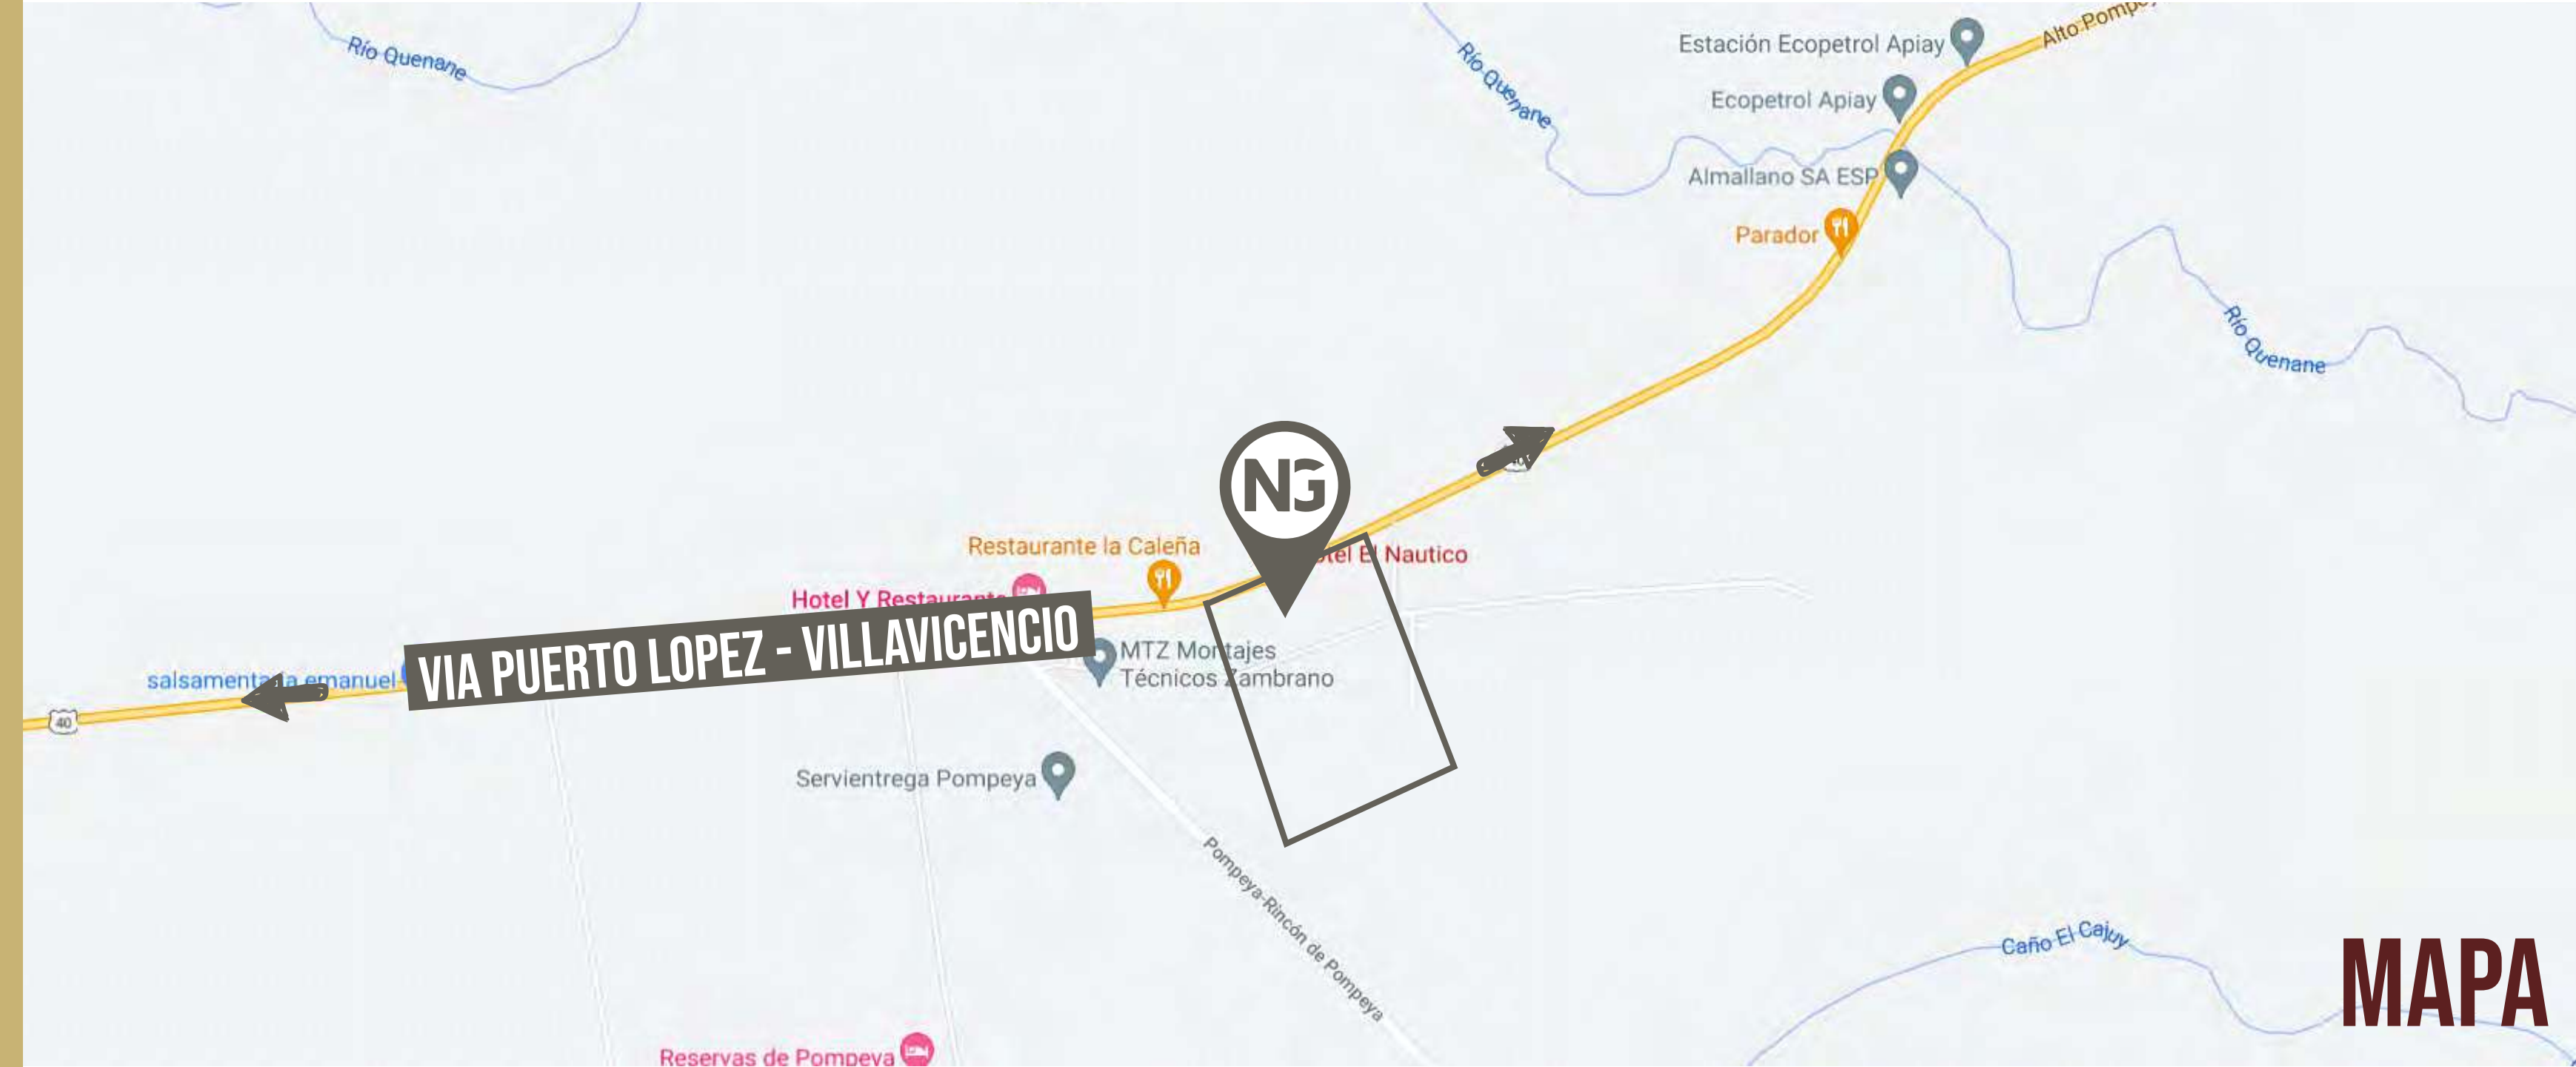 Río Quenane
Río Quenane
Estación Ecopetrol Apiay
Alto Pompe
Ecopetrol Apiay
Almallano SA ESP
Parador
Río Quenane
NG
Restaurante la Caleña
tel El Nautico
Hotel Y Restaurante
VIA PUERTO LOPEZ - VILLAVICENCIO
MTZ Montajes
Técnicos Zambrano
salsamenta a emanuel
40
Servientrega Pompeya
Pompeya-Rincón de Pompeya
Caño El Cajuy
MAPA
Reservas de Pompeya